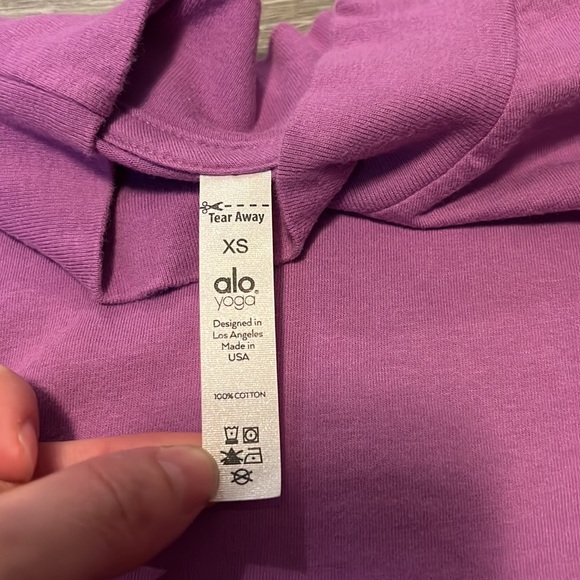 Tear Away
XS
alo®
yoga
Designed in
Los Angeles
Made in
USA
100% COTTON